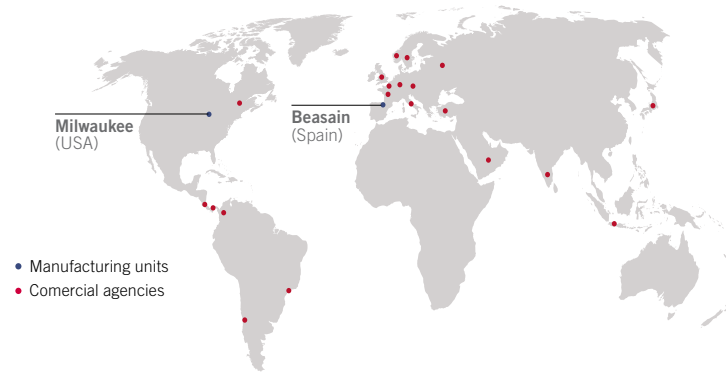 Milwaukee
(USA)
Beasain
(Spain)
Manufacturing units
Comercial agencies